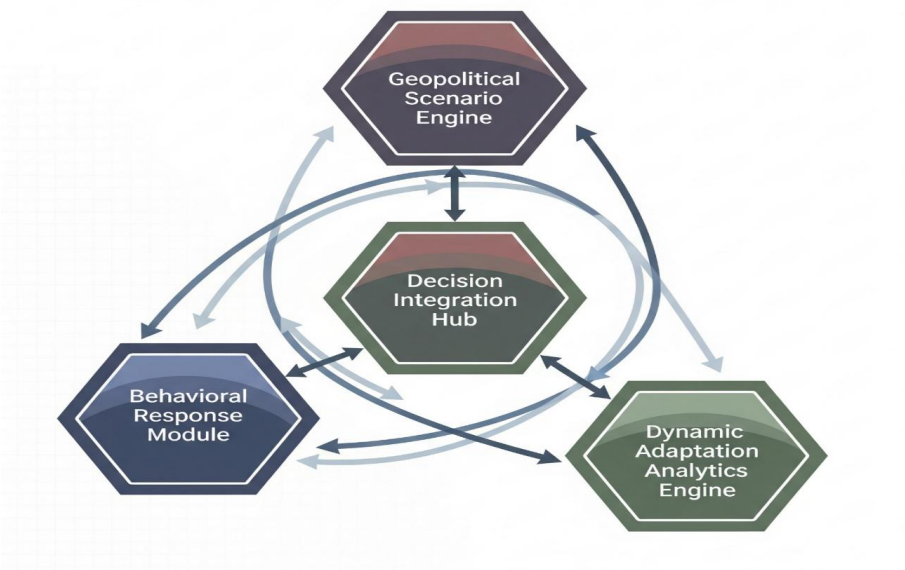 Geopolitical
Scenario
Engine
Decision
Integration
Hub
Behavioral
Response
Module
Dynamic
Adaptation
Analytics
Engine